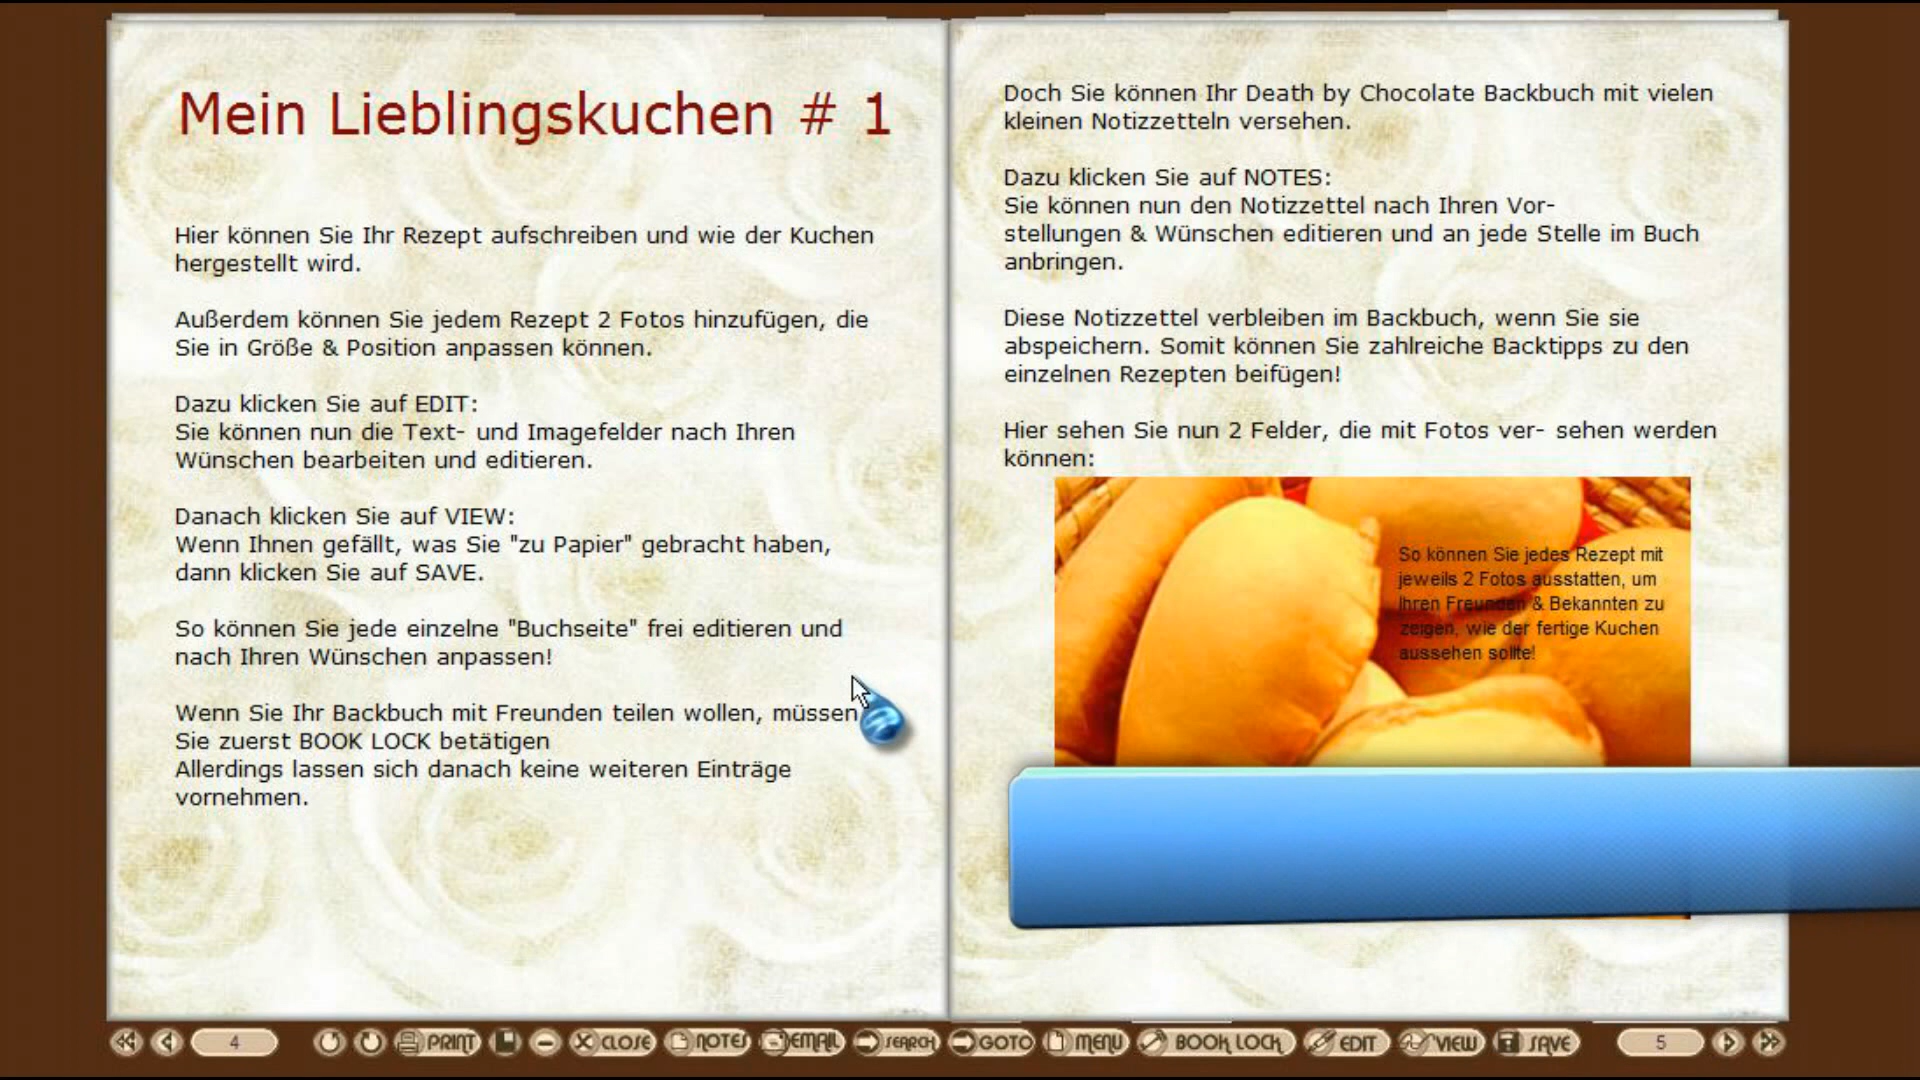 Mein Lieblingskuchen # 1
Hier können Sie Ihr Rezept aufschreiben und wie der Kuchen
hergestellt wird.
Außerdem können Sie jedem Rezept 2 Fotos hinzufügen, die
Sie in Größe & Position anpassen können.
Dazu klicken Sie auf EDIT:
Sie können nun die Text- und Imagefelder nach Ihren
Wünschen bearbeiten und editieren.
Danach klicken Sie auf VIEW:
Wenn Ihnen gefällt, was Sie "zu Papier" gebracht haben,
dann klicken Sie auf SAVE.
So können Sie jede einzelne "Buchseite" frei editieren und
nach Ihren Wünschen anpassen!
Wenn Sie Ihr Backbuch mit Freunden teilen wollen, müssen
Sie zuerst BOOK LOCK betätigen
Allerdings lassen sich danach keine weiteren Einträge
vornehmen.
Doch Sie können Ihr Death by Chocolate Backbuch mit vielen
kleinen Notizzetteln versehen.
Dazu klicken Sie auf NOTES:
Sie können nun den Notizzettel nach Ihren Vor-
stellungen & Wünschen editieren und an jede Stelle im Buch
anbringen.
Diese Notizzettel verbleiben im Backbuch, wenn Sie sie
abspeichern. Somit können Sie zahlreiche Backtipps zu den
einzelnen Rezepten beifügen!
Hier sehen Sie nun 2 Felder, die mit Fotos ver- sehen werden
können:
So können Sie jedes Rezept mit
jeweils 2 Fotos ausstatten, um
Ihren Freunden & Bekannten zu
zeigen, wie der fertige Kuchen
aussehen sollte!
4 PRINT CLOSE NOTES EMAIL SEARCH GOTO MENU BOOK LOCK EDIT VIEW SAVE 5